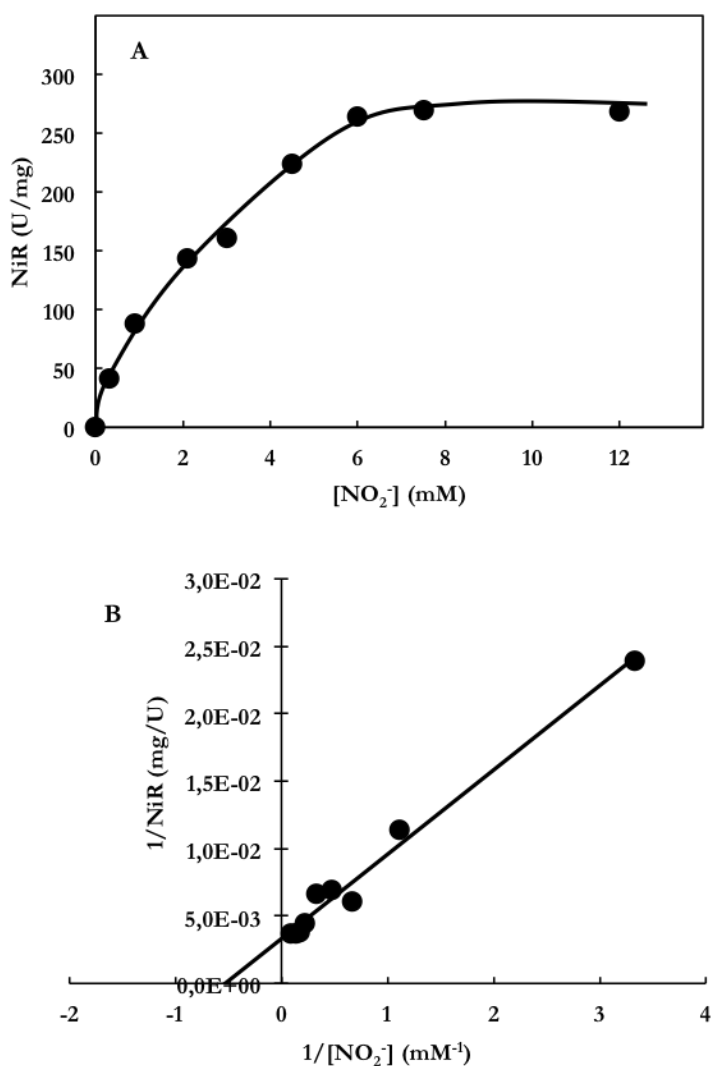 A
300
250
200
150
100
50
0
NiR (U/mg)
0 2 4 6 8 10 12
[NO₂⁻] (mM)
B
3,0E-02
2,5E-02
2,0E-02
1,5E-02
1,0E-02
5,0E-03
0,0E+00
1/NiR (mg/U)
-2 -1 0 1 2 3 4
1/[NO₂⁻] (mM⁻¹)